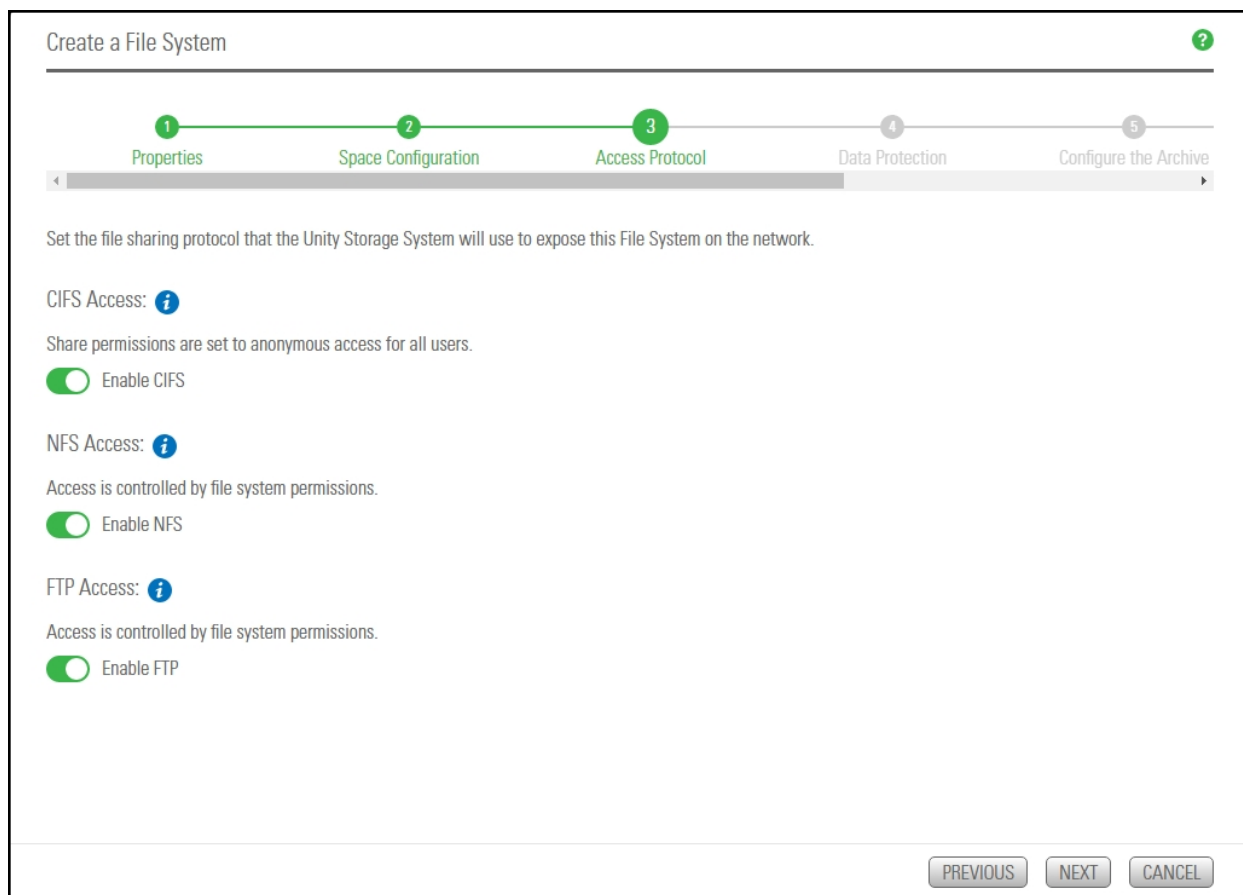 Create a File System
?
1 2 3 4 5
Properties Space Configuration Access Protocol Data Protection Configure the Archive
Set the file sharing protocol that the Unity Storage System will use to expose this File System on the network.
CIFS Access: i
Share permissions are set to anonymous access for all users.
Enable CIFS
NFS Access: i
Access is controlled by file system permissions.
Enable NFS
FTP Access: i
Access is controlled by file system permissions.
Enable FTP
PREVIOUS NEXT CANCEL